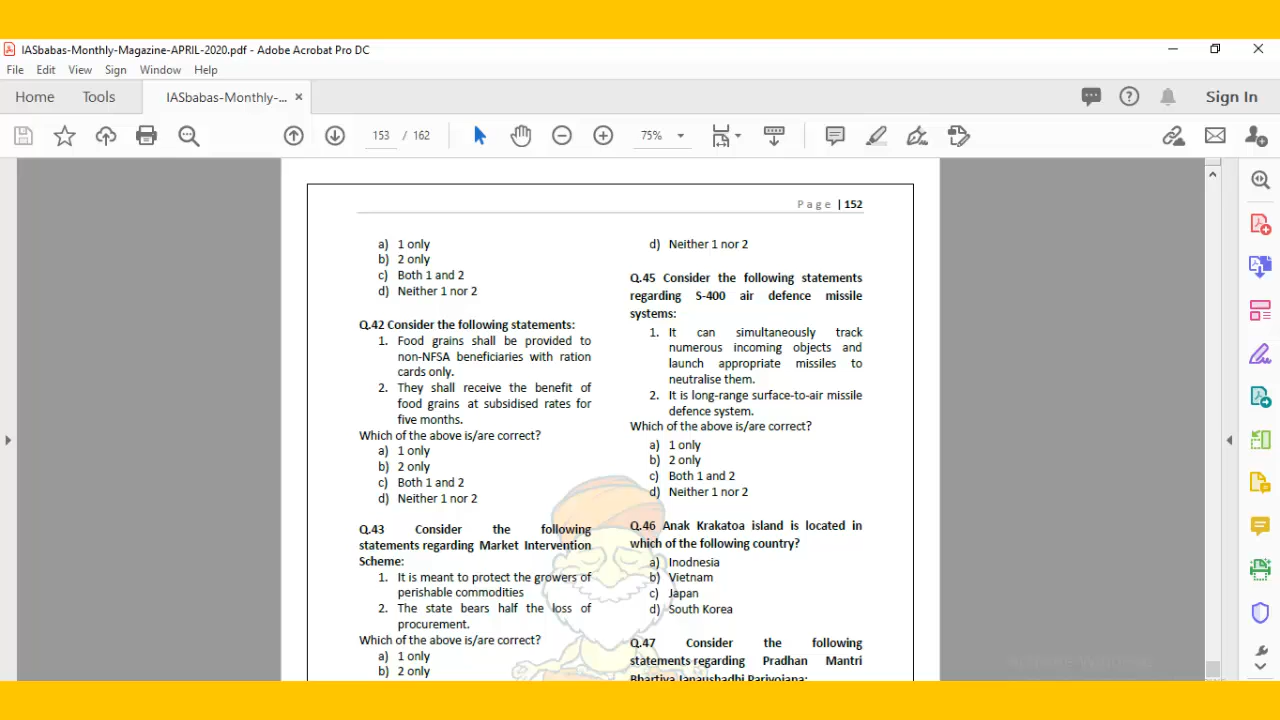 IASbabas-Monthly-Magazine-APRIL-2020.pdf - Adobe Acrobat Pro DC
File Edit View Sign Window Help
Home Tools IASbabas-Monthly-... × Sign In
153 / 162 75%
Page | 152
a) 1 only
b) 2 only
c) Both 1 and 2
d) Neither 1 nor 2
Q.42 Consider the following statements:
1. Food grains shall be provided to
non-NFSA beneficiaries with ration
cards only.
2. They shall receive the benefit of
food grains at subsidised rates for
five months.
Which of the above is/are correct?
a) 1 only
b) 2 only
c) Both 1 and 2
d) Neither 1 nor 2
Q.43 Consider the following
statements regarding Market Intervention
Scheme:
1. It is meant to protect the growers of
perishable commodities
2. The state bears half the loss of
procurement.
Which of the above is/are correct?
a) 1 only
b) 2 only
d) Neither 1 nor 2
Q.45 Consider the following statements
regarding S-400 air defence missile
systems:
1. It can simultaneously track
numerous incoming objects and
launch appropriate missiles to
neutralise them.
2. It is long-range surface-to-air missile
defence system.
Which of the above is/are correct?
a) 1 only
b) 2 only
c) Both 1 and 2
d) Neither 1 nor 2
Q.46 Anak Krakatoa island is located in
which of the following country?
a) Inodnesia
b) Vietnam
c) Japan
d) South Korea
Q.47 Consider the following
statements regarding Pradhan Mantri
Bhartiya Janaushadhi Pariyojana: